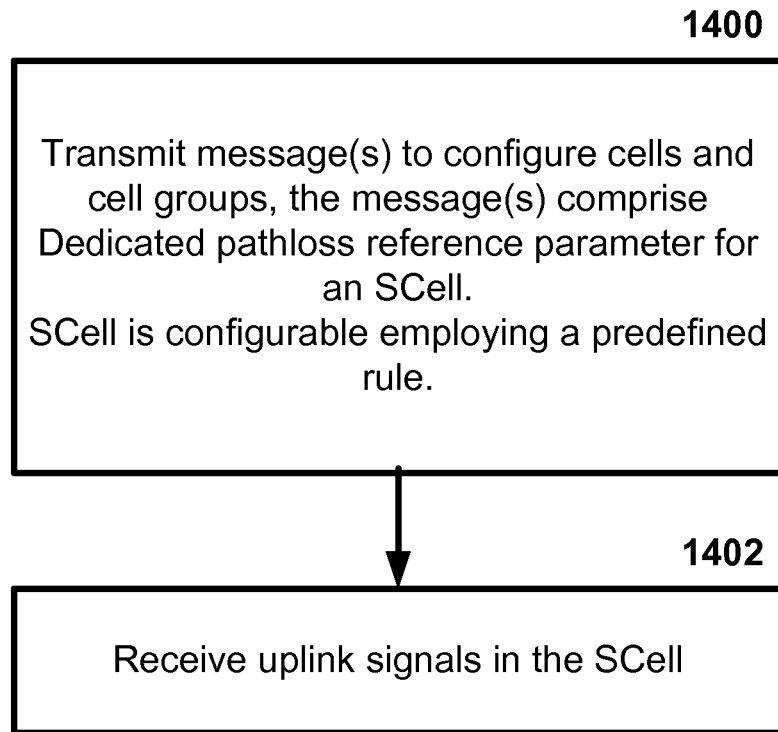 1400
Transmit message(s) to configure cells and
cell groups, the message(s) comprise
Dedicated pathloss reference parameter for
an SCell.
SCell is configurable employing a predefined
rule.
1402
Receive uplink signals in the SCell